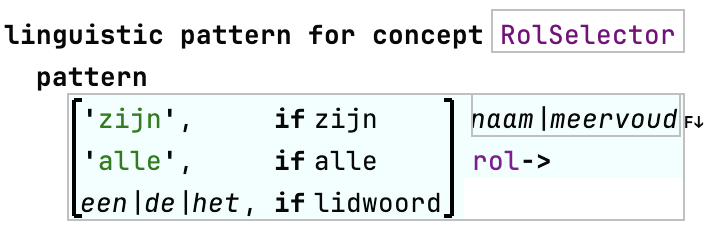 linguistic pattern for concept RolSelector
pattern
'zijn', if zijn naam|meervoud F↓
'alle', if alle rol->
een|de|het, if lidwoord